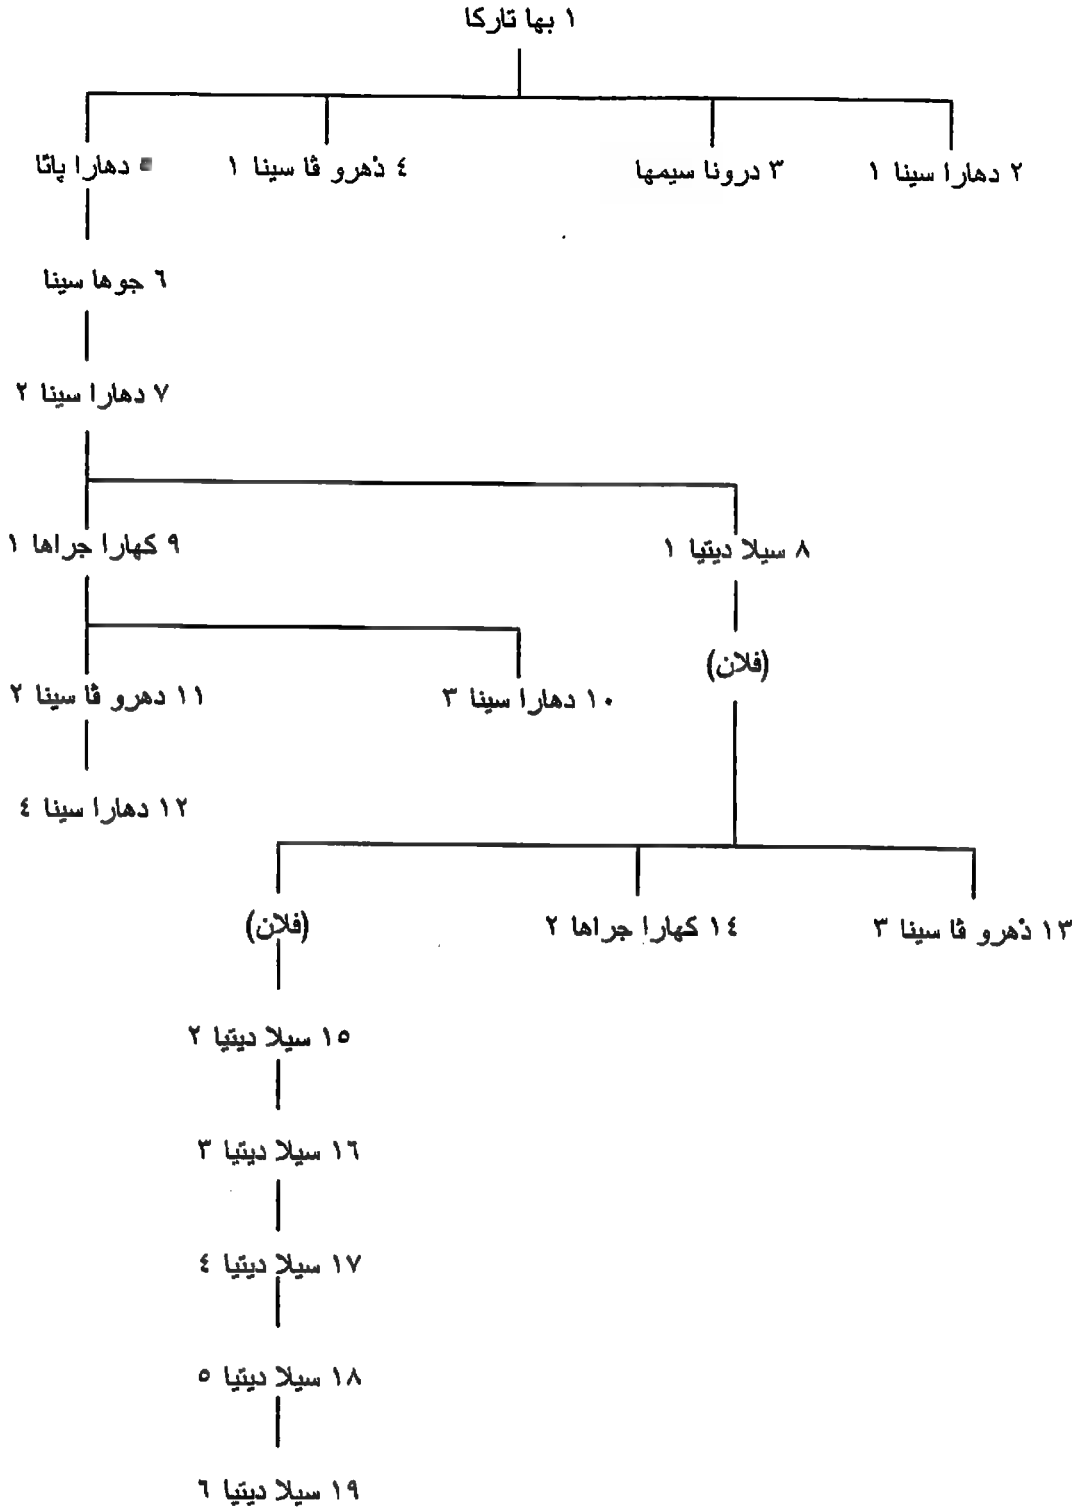 ١ بها تاركا
٢ دهارا سينا ١
٣ درونا سيمها
٤ ذهرو ڤا سينا ١
دهارا پاتا
٦ جوها سينا
٧ دهارا سينا ٢
٨ سيلا ديتيا ١
٩ كهارا جراها ١
(فلان)
١٠ دهارا سينا ٣
١١ دهرو ڤا سينا ٢
١٢ دهارا سينا ٤
١٣ ذهرو ڤا سينا ٣
١٤ كهارا جراها ٢
(فلان)
١٥ سيلا ديتيا ٢
١٦ سيلا ديتيا ٣
١٧ سيلا ديتيا ٤
١٨ سيلا ديتيا ٥
١٩ سيلا ديتيا ٦